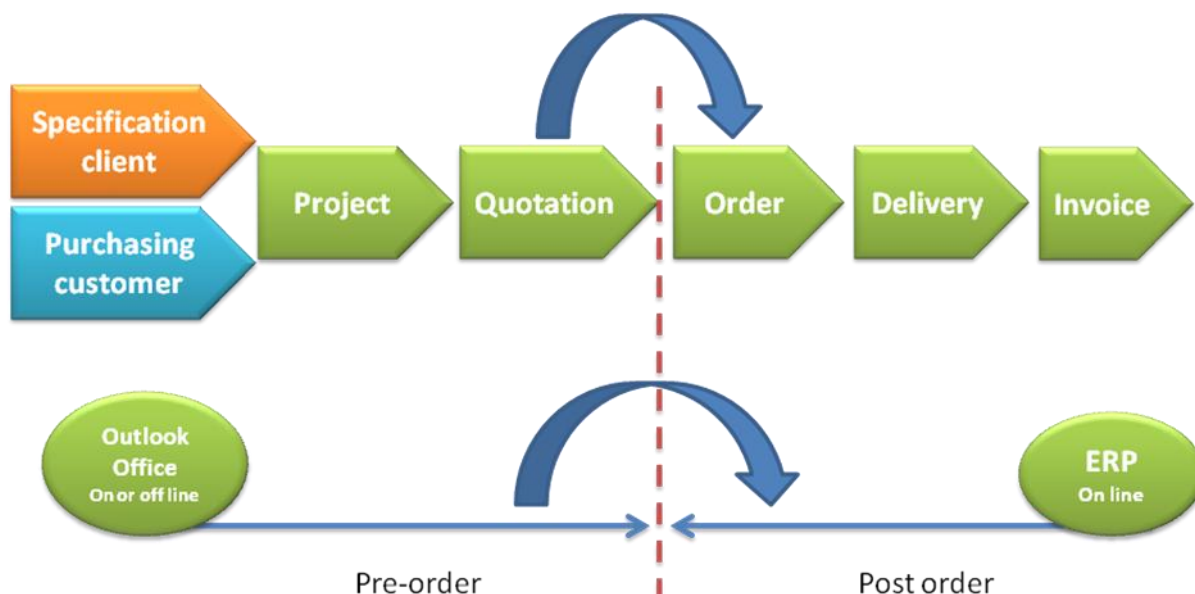 Specification
client
Purchasing
customer
Project
Quotation
Order
Delivery
Invoice
Outlook
Office
On or off line
ERP
On line
Pre-order
Post order